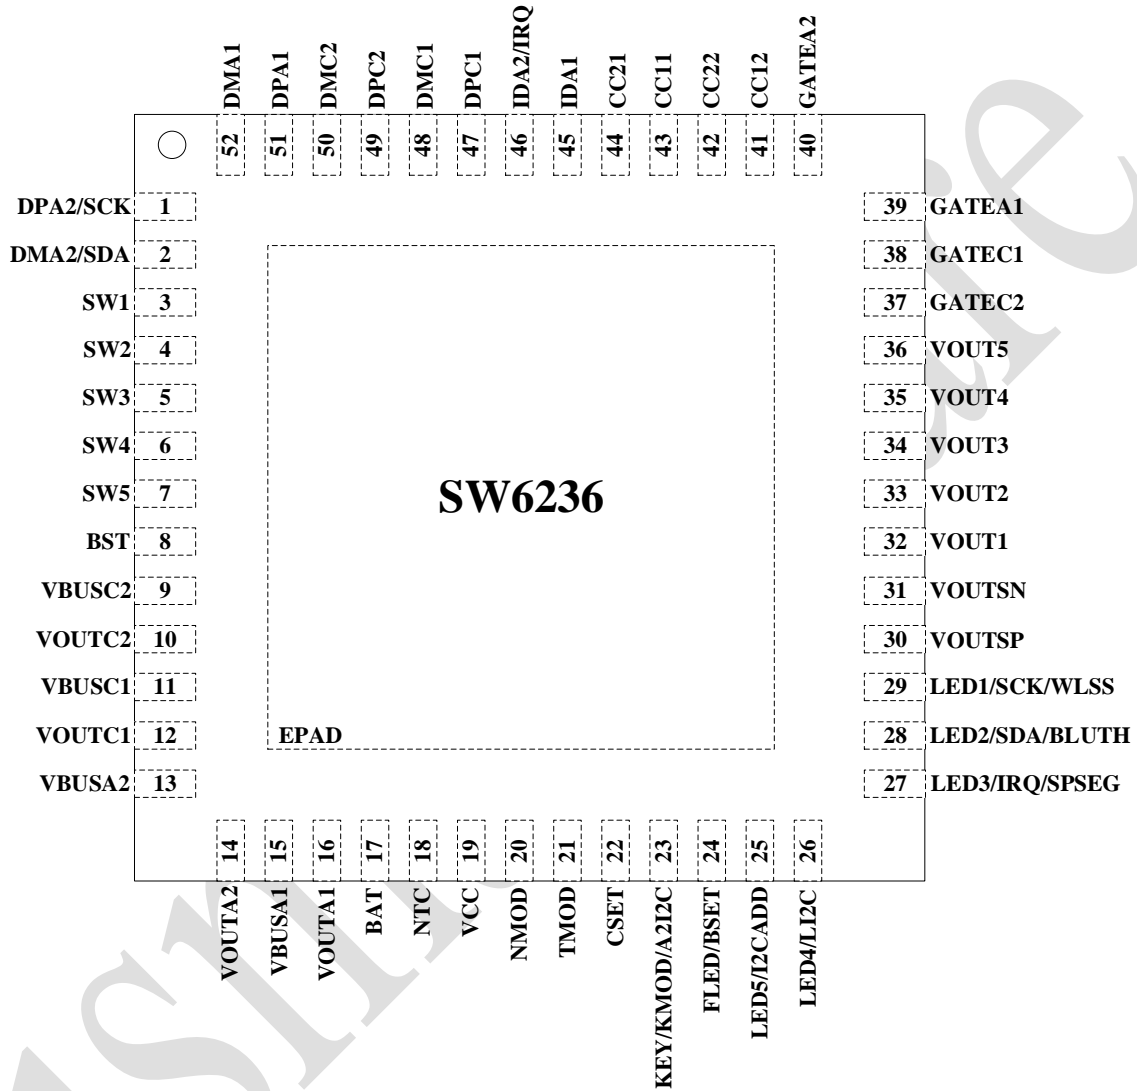 DMA1
DPA1
DMC2
DPC2
DMC1
DPC1
IDA2/IRQ
IDA1
CC21
CC11
CC22
CC12
GATEA2
52
51
50
49
48
47
46
45
44
43
42
41
40
DPA2/SCK 1
39 GATEA1
DMA2/SDA 2
38 GATEC1
SW1 3
37 GATEC2
SW2 4
36 VOUT5
SW3 5
35 VOUT4
SW4 6
34 VOUT3
SW5 7
33 VOUT2
SW6236
BST 8
32 VOUT1
VBUSC2 9
31 VOUTSN
VOUTC2 10
30 VOUTSP
VBUSC1 11
29 LED1/SCK/WLSS
VOUTC1 12
EPAD
28 LED2/SDA/BLUTH
VBUSA2 13
27 LED3/IRQ/SPSEG
14
15
16
17
18
19
20
21
22
23
24
25
26
VOUTA2
VBUSA1
VOUTA1
BAT
NTC
VCC
NMOD
TMOD
CSET
KEY/KMOD/A2I2C
FLED/BSET
LED5/I2CADD
LED4/LI2C